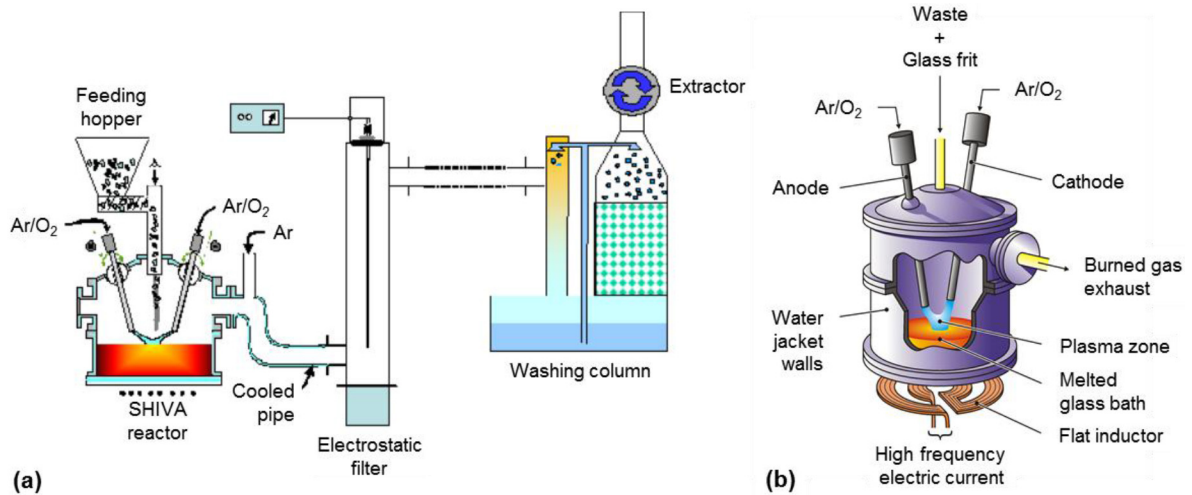 Feeding
hopper
Ar/O₂
Ar/O₂
Ar
SHIVA
reactor
Cooled
pipe
Electrostatic
filter
Washing column
Extractor
(a)
Waste
+
Glass frit
Ar/O₂
Ar/O₂
Anode
Cathode
Burned gas
exhaust
Water
jacket
walls
Plasma zone
Melted
glass bath
Flat inductor
High frequency
electric current
(b)